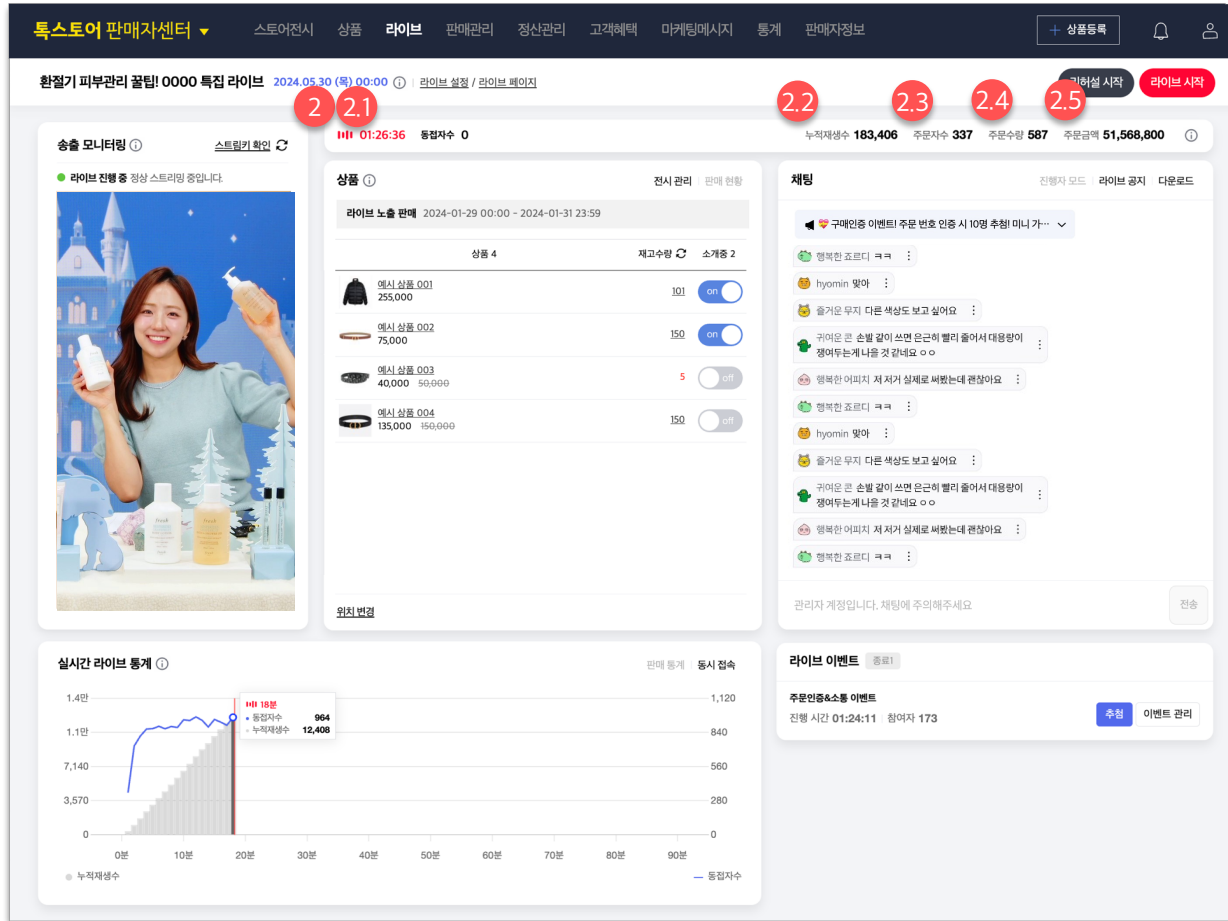 톡스토어 판매자센터 ▼ 스토어전시 상품 라이브 판매관리 정산관리 고객혜택 마케팅메시지 통계 판매자정보 + 상품등록
환절기 피부관리 꿀팁! 0000 특집 라이브 2024.05.30 (목) 00:00 라이브 설정 / 라이브 페이지 리허설 시작 라이브 시작
2 2.1 2.2 2.3 2.4 2.5
01:26:36 동접자수 0 누적재생수 183,406 주문자수 337 주문수량 587 주문금액 51,568,800
송출 모니터링 스트림키 확인
라이브 진행 중 정상 스트리밍 중입니다.
상품 전시 관리 판매 현황
라이브 노출 판매 2024-01-29 00:00 - 2024-01-31 23:59
상품 4 재고수량 소개중 2
예시 상품 001
255,000
101 on
예시 상품 002
75,000
150 on
예시 상품 003
40,000 50,000
5 off
예시 상품 004
135,000 150,000
150 off
위치 변경
채팅 진행자 모드 라이브 공지 다운로드
구매인증 이벤트! 주문 번호 인증 시 10명 추첨! 미니 가…
행복한 죠르디 ㅋㅋ
hyomin 맞아
즐거운 무지 다른 색상도 보고 싶어요
귀여운 콘 손발 같이 쓰면 은근히 빨리 줄어서 대용량이
쟁여두는게 나을 것 같네요 ㅇㅇ
행복한 어피치 저 저거 실제로 써봤는데 괜찮아요
행복한 죠르디 ㅋㅋ
hyomin 맞아
즐거운 무지 다른 색상도 보고 싶어요
귀여운 콘 손발 같이 쓰면 은근히 빨리 줄어서 대용량이
쟁여두는게 나을 것 같네요 ㅇㅇ
행복한 어피치 저 저거 실제로 써봤는데 괜찮아요
행복한 죠르디 ㅋㅋ
관리자 계정입니다. 채팅에 주의해주세요 전송
실시간 라이브 통계 판매 통계 동시 접속
1.4만 1,120
1.1만 840
7,140 560
3,570 280
0 0
18분
동접자수 964
누적재생수 12,408
0분 10분 20분 30분 40분 50분 60분 70분 80분 90분
누적재생수 동접자수
라이브 이벤트 종료1
주문인증&소통 이벤트
진행 시간 01:24:11 참여자 173 추첨 이벤트 관리